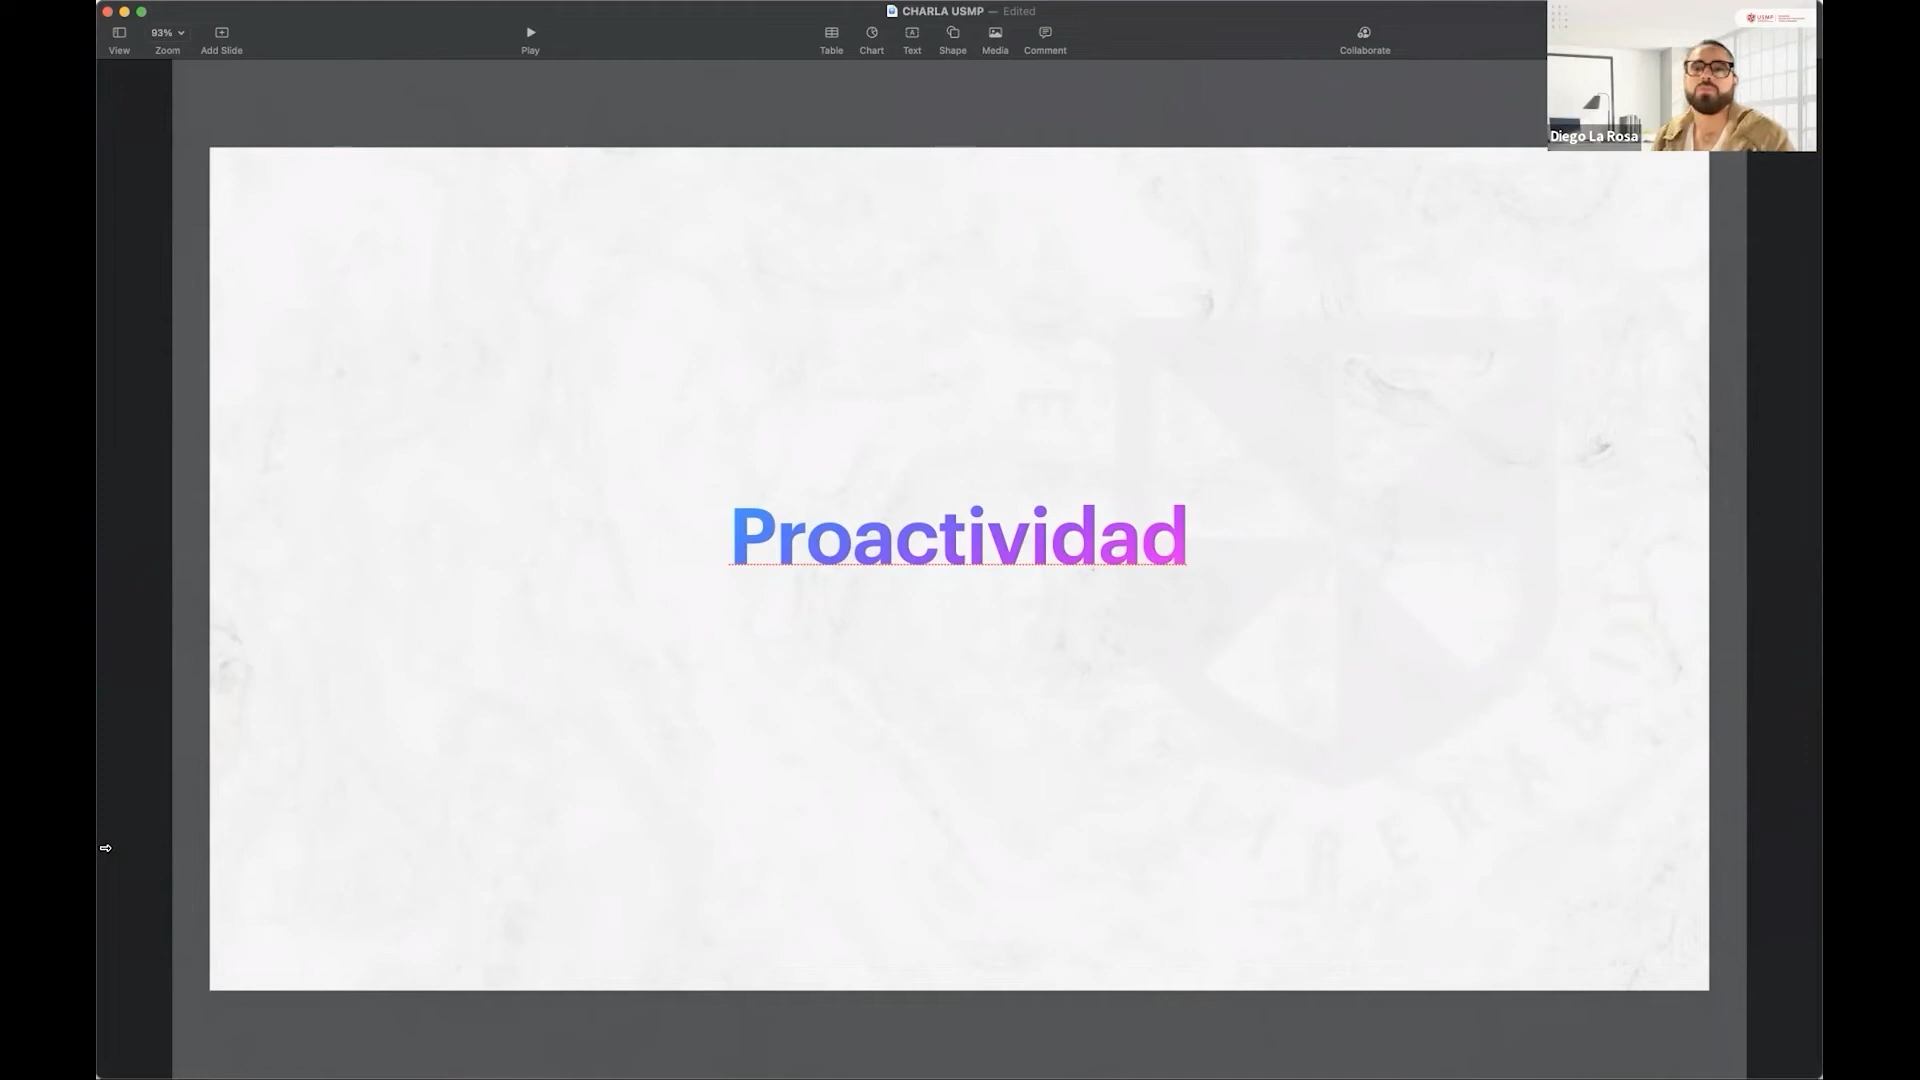 CHARLA USMP — Edited
93%
View
Zoom
Add Slide
Play
Table
Chart
Text
Shape
Media
Comment
Collaborate
USMP
Diego La Rosa
Proactividad